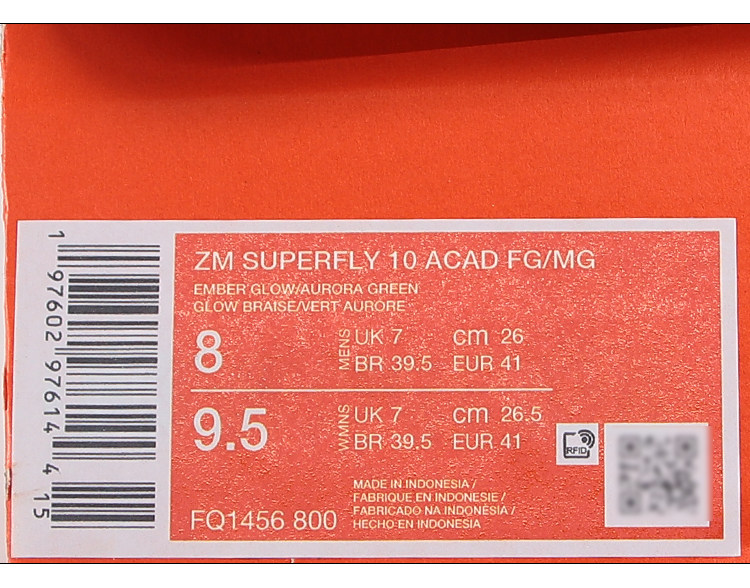 ZM SUPERFLY 10 ACAD FG/MG
EMBER GLOW/AURORA GREEN
GLOW BRAISE/VERT AURORE
8 MENS UK 7 cm 26
BR 39.5 EUR 41
9.5 WMNS UK 7 cm 26.5
BR 39.5 EUR 41
RFID
MADE IN INDONESIA /
FABRIQUE EN INDONESIE /
FABRICADO NA INDONÉSIA /
HECHO EN INDONESIA
FQ1456 800
1 97602 97614 4 15